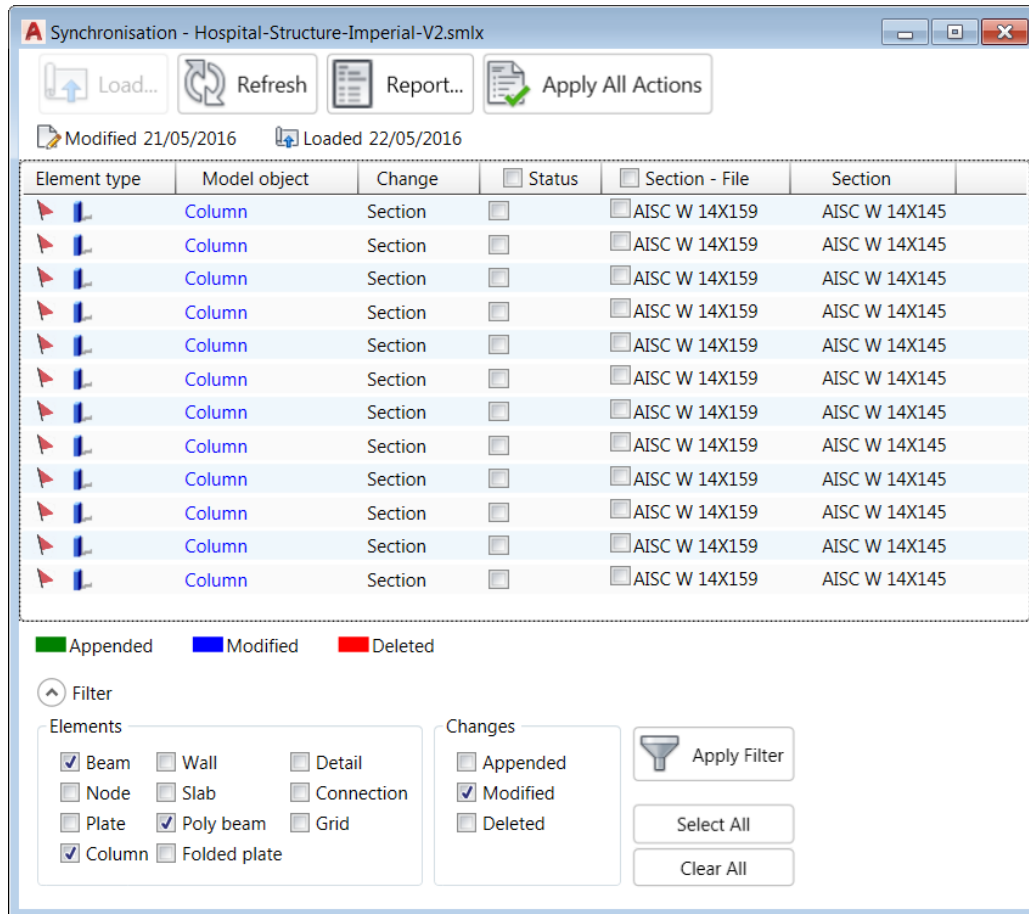 Synchronisation - Hospital-Structure-Imperial-V2.smlx
Load... Refresh Report... Apply All Actions
Modified 21/05/2016 Loaded 22/05/2016
Element type Model object Change Status Section - File Section
Column Section AISC W 14X159 AISC W 14X145
Column Section AISC W 14X159 AISC W 14X145
Column Section AISC W 14X159 AISC W 14X145
Column Section AISC W 14X159 AISC W 14X145
Column Section AISC W 14X159 AISC W 14X145
Column Section AISC W 14X159 AISC W 14X145
Column Section AISC W 14X159 AISC W 14X145
Column Section AISC W 14X159 AISC W 14X145
Column Section AISC W 14X159 AISC W 14X145
Column Section AISC W 14X159 AISC W 14X145
Column Section AISC W 14X159 AISC W 14X145
Column Section AISC W 14X159 AISC W 14X145
Appended Modified Deleted
Filter
Elements
Beam Wall Detail
Node Slab Connection
Plate Poly beam Grid
Column Folded plate
Changes
Appended
Modified
Deleted
Apply Filter
Select All
Clear All